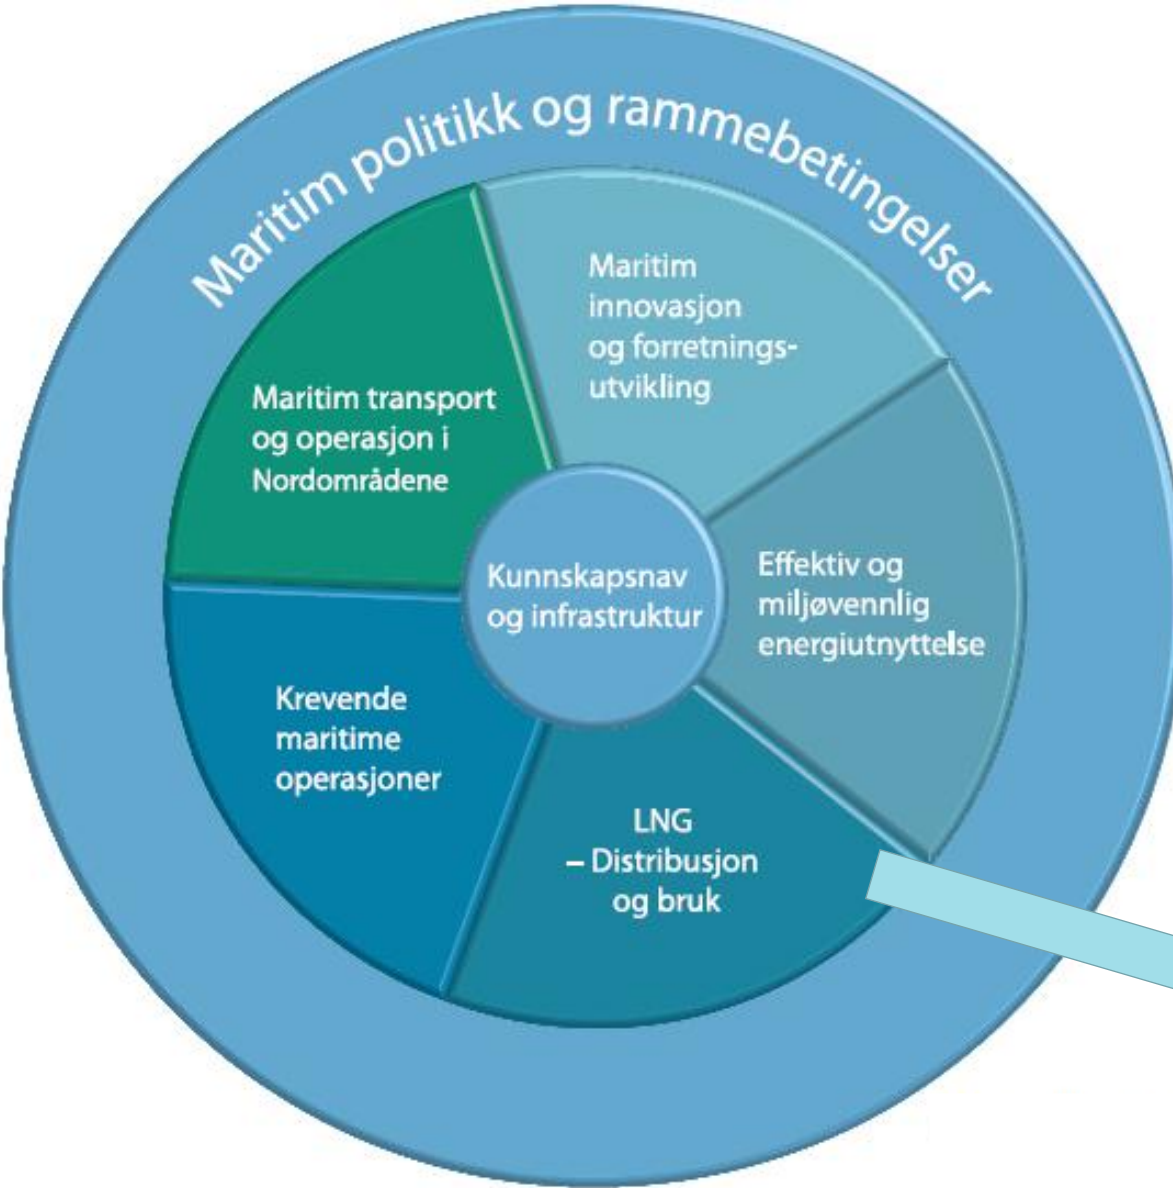 Maritim politikk og rammebetingelser
Maritim
innovasjon
og forretnings-
utvikling
Maritim transport
og operasjon i
Nordområdene
Effektiv og
miljøvennlig
energiutnyttelse
Kunnskapsnav
og infrastruktur
Krevende
maritime
operasjoner
LNG
– Distribusjon
og bruk